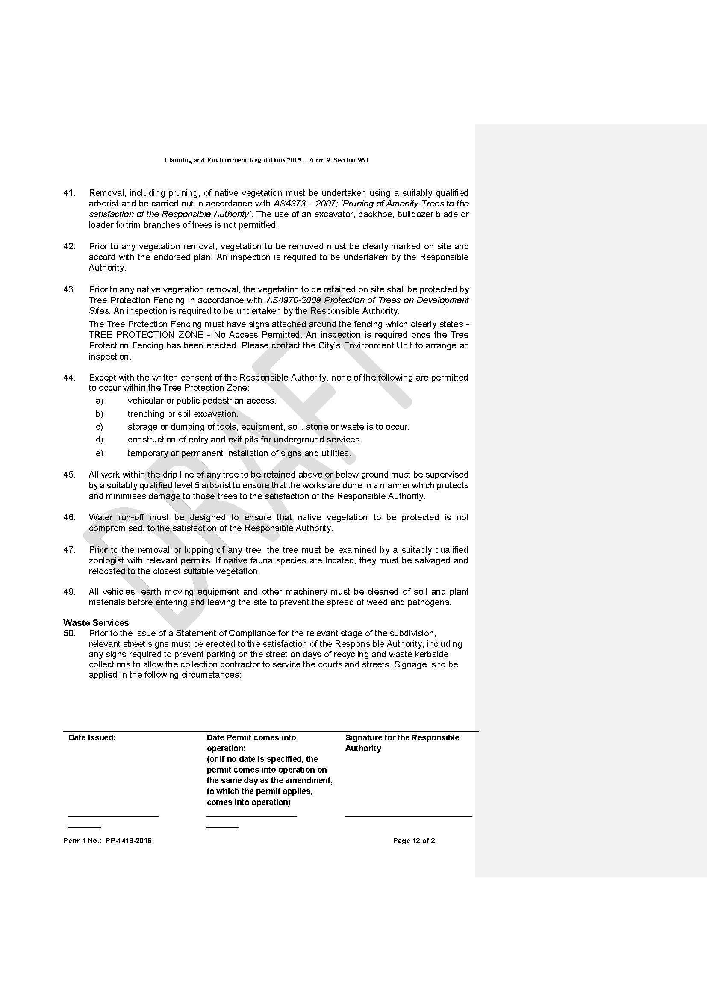 Planning and Environment Regulations 2015 - Form 9. Section 96J
41. Removal, including pruning, of native vegetation must be undertaken using a suitably qualified
arborist and be carried out in accordance with AS4373 – 2007; ‘Pruning of Amenity Trees to the
satisfaction of the Responsible Authority’. The use of an excavator, backhoe, bulldozer blade or
loader to trim branches of trees is not permitted.
42. Prior to any vegetation removal, vegetation to be removed must be clearly marked on site and
accord with the endorsed plan. An inspection is required to be undertaken by the Responsible
Authority.
43. Prior to any native vegetation removal, the vegetation to be retained on site shall be protected by
Tree Protection Fencing in accordance with AS4970-2009 Protection of Trees on Development
Sites. An inspection is required to be undertaken by the Responsible Authority.
The Tree Protection Fencing must have signs attached around the fencing which clearly states -
TREE PROTECTION ZONE - No Access Permitted. An inspection is required once the Tree
Protection Fencing has been erected. Please contact the City’s Environment Unit to arrange an
inspection.
44. Except with the written consent of the Responsible Authority, none of the following are permitted
to occur within the Tree Protection Zone:
a) vehicular or public pedestrian access.
b) trenching or soil excavation.
c) storage or dumping of tools, equipment, soil, stone or waste is to occur.
d) construction of entry and exit pits for underground services.
e) temporary or permanent installation of signs and utilities.
45. All work within the drip line of any tree to be retained above or below ground must be supervised
by a suitably qualified level 5 arborist to ensure that the works are done in a manner which protects
and minimises damage to those trees to the satisfaction of the Responsible Authority.
46. Water run-off must be designed to ensure that native vegetation to be protected is not
compromised, to the satisfaction of the Responsible Authority.
47. Prior to the removal or lopping of any tree, the tree must be examined by a suitably qualified
zoologist with relevant permits. If native fauna species are located, they must be salvaged and
relocated to the closest suitable vegetation.
49. All vehicles, earth moving equipment and other machinery must be cleaned of soil and plant
materials before entering and leaving the site to prevent the spread of weed and pathogens.
Waste Services
50. Prior to the issue of a Statement of Compliance for the relevant stage of the subdivision,
relevant street signs must be erected to the satisfaction of the Responsible Authority, including
any signs required to prevent parking on the street on days of recycling and waste kerbside
collections to allow the collection contractor to service the courts and streets. Signage is to be
applied in the following circumstances:
DRAFT
Date Issued:
Date Permit comes into
operation:
(or if no date is specified, the
permit comes into operation on
the same day as the amendment,
to which the permit applies,
comes into operation)
Signature for the Responsible
Authority
Permit No.: PP-1418-2015
Page 12 of 2